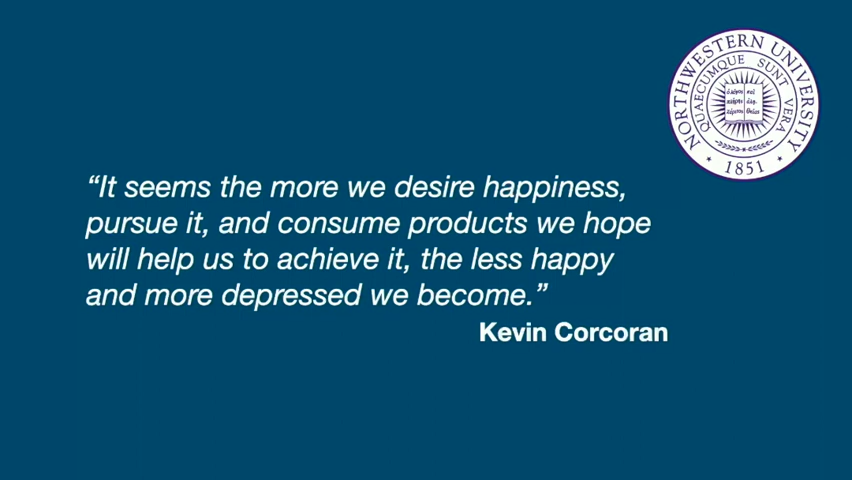 NORTHWESTERN UNIVERSITY
QUAECUMQUE SUNT VERA
1851
“It seems the more we desire happiness,
pursue it, and consume products we hope
will help us to achieve it, the less happy
and more depressed we become.”
Kevin Corcoran